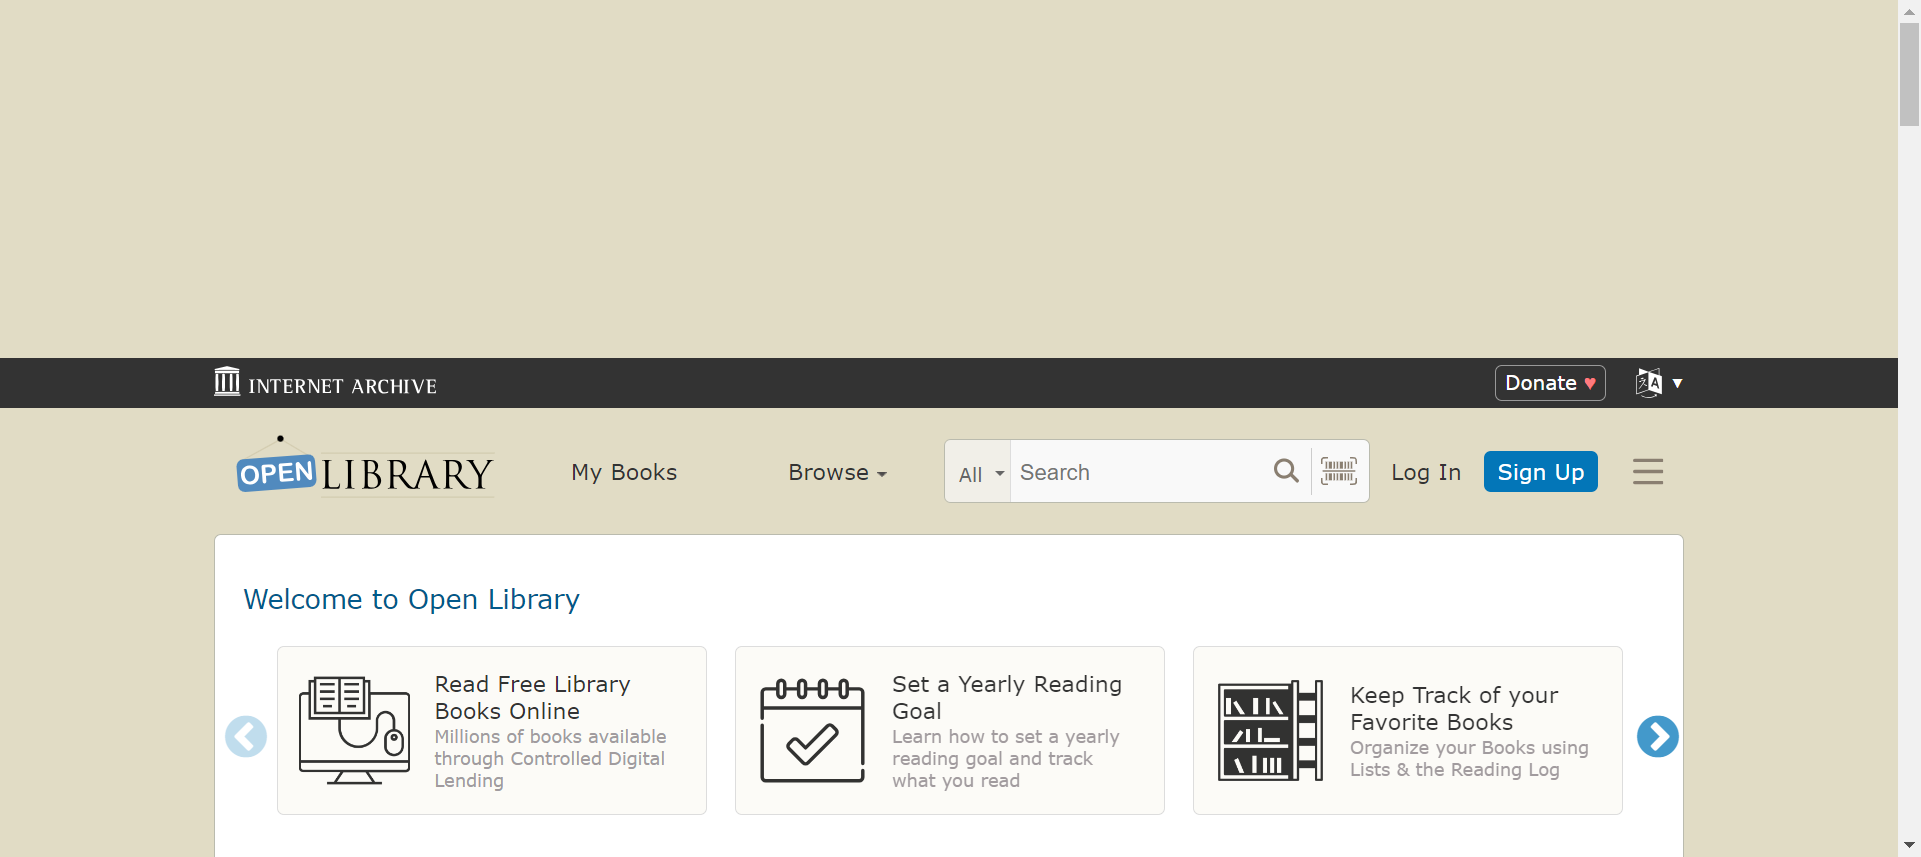 INTERNET ARCHIVE
Donate ♥
▼
OPEN LIBRARY
My Books
Browse
All
Search
Log In
Sign Up
Welcome to Open Library
Read Free Library
Books Online
Millions of books available
through Controlled Digital
Lending
Set a Yearly Reading
Goal
Learn how to set a yearly
reading goal and track
what you read
Keep Track of your
Favorite Books
Organize your Books using
Lists & the Reading Log